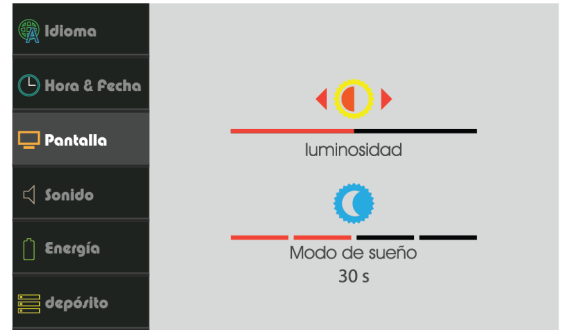 Idioma
Hora & Fecha
Pantalla
Sonido
Energía
depósito
luminosidad
Modo de sueño
30 s